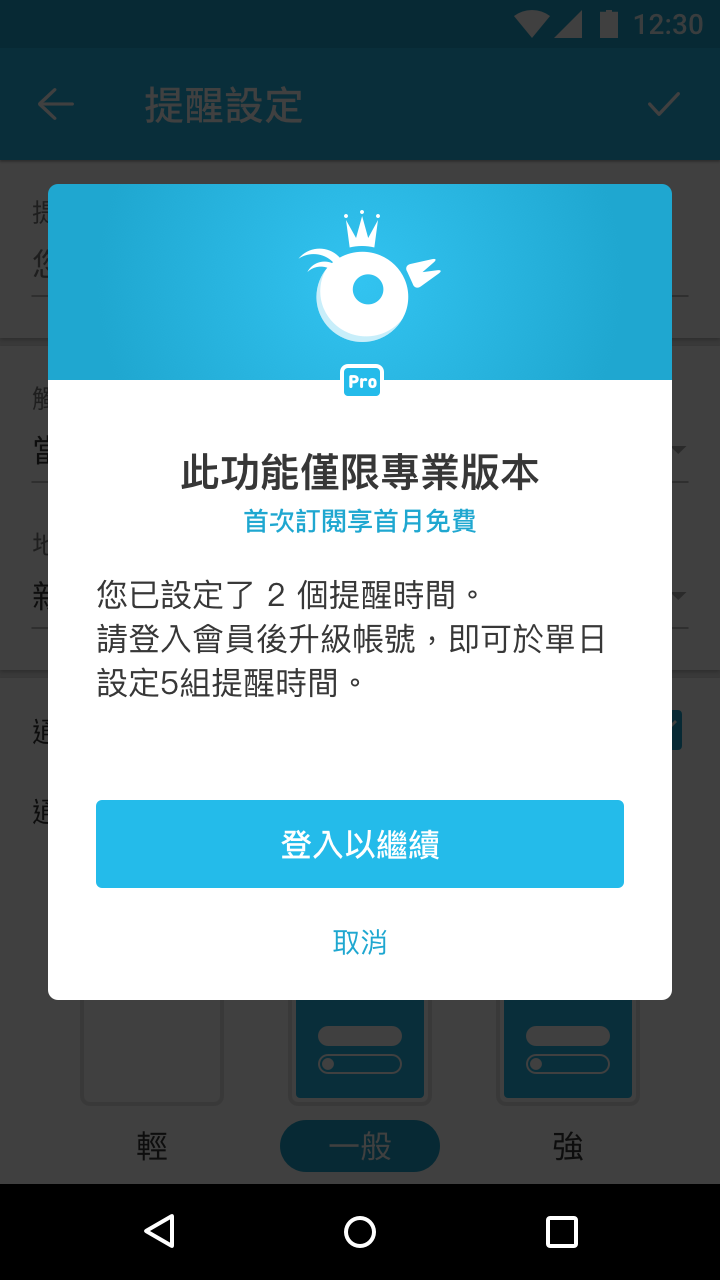 12:30
提醒設定
Pro
此功能僅限專業版本
首次訂閱享首月免費
您已設定了 2 個提醒時間。
請登入會員後升級帳號，即可於單日
設定5組提醒時間。
登入以繼續
取消
輕
一般
強